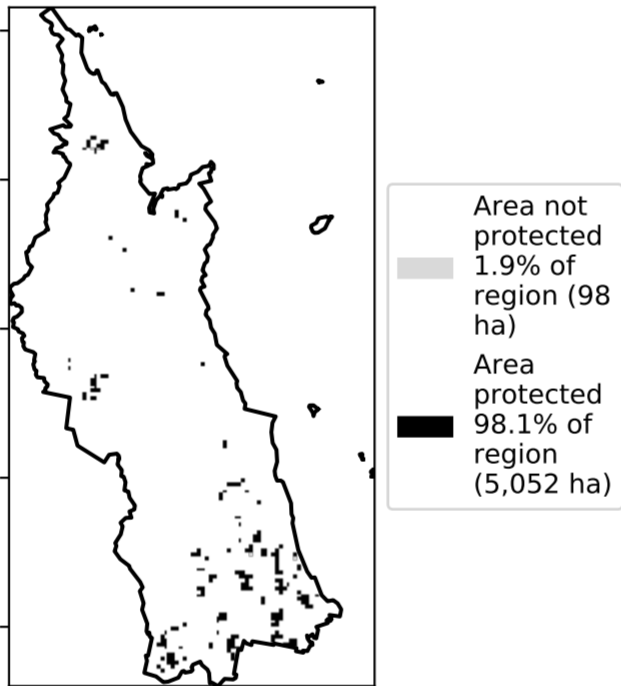 Area not
protected
1.9% of
region (98
ha)
Area
protected
98.1% of
region
(5,052 ha)